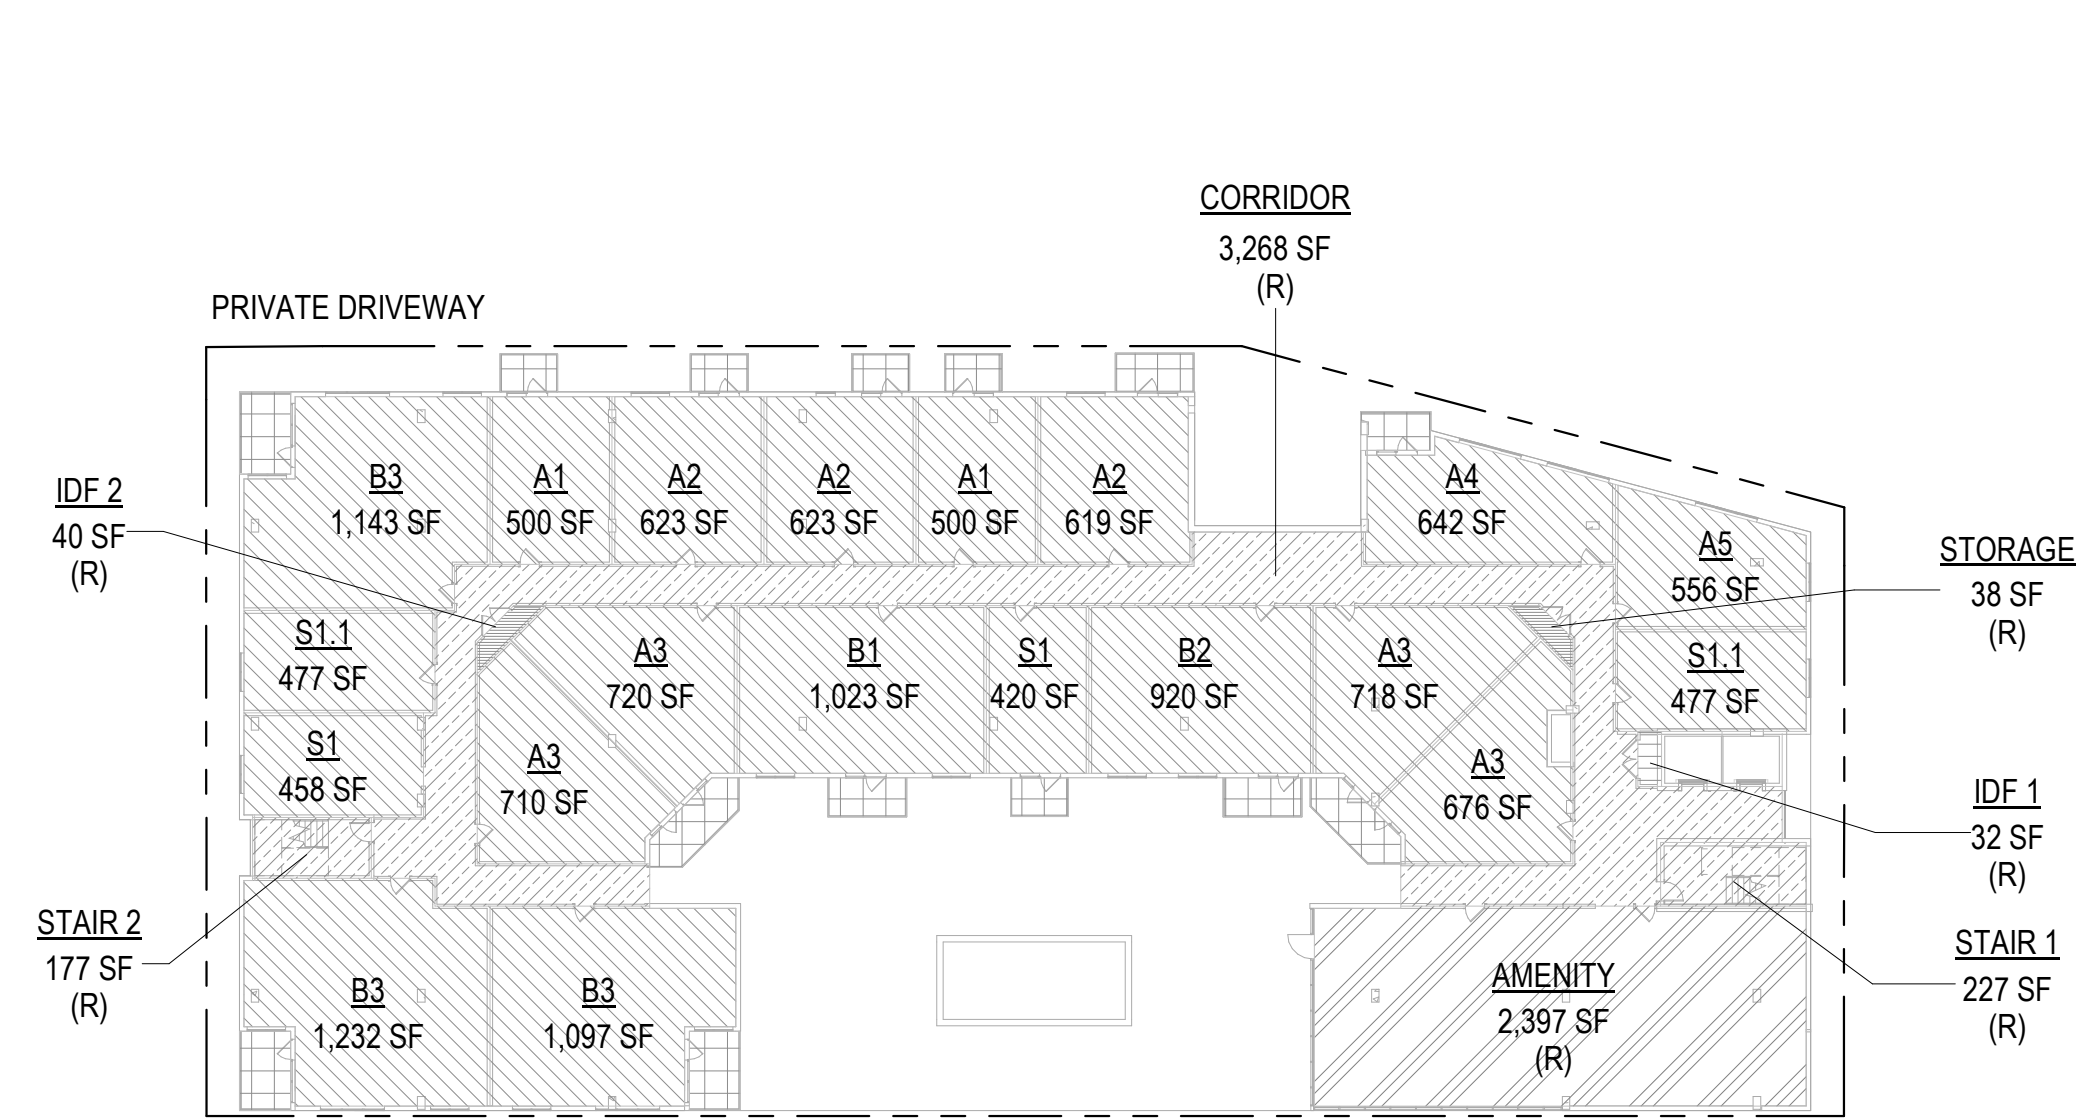 CORRIDOR
3,268 SF
(R)
PRIVATE DRIVEWAY
IDF 2
40 SF
(R)
B3
1,143 SF
A1
500 SF
A2
623 SF
A2
623 SF
A1
500 SF
A2
619 SF
A4
642 SF
A5
556 SF
STORAGE
38 SF
(R)
S1.1
477 SF
A3
720 SF
B1
1,023 SF
S1
420 SF
B2
920 SF
A3
718 SF
S1.1
477 SF
S1
458 SF
A3
710 SF
A3
676 SF
IDF 1
32 SF
(R)
STAIR 2
177 SF
(R)
B3
1,232 SF
B3
1,097 SF
AMENITY
2,397 SF
(R)
STAIR 1
227 SF
(R)